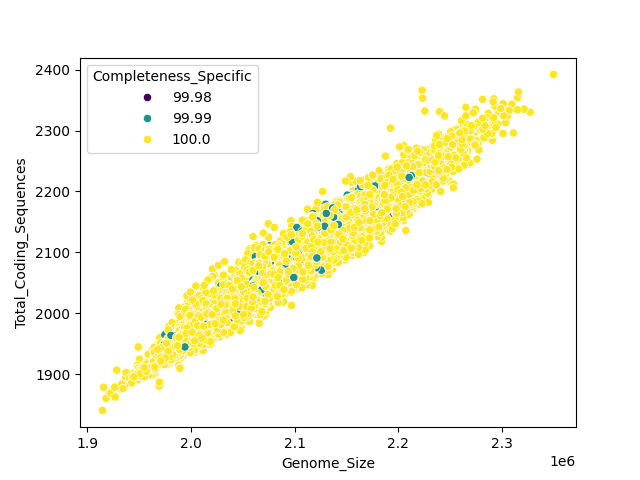 Completeness_Specific
99.98
99.99
100.0
2400
2300
2200
2100
2000
1900
Total_Coding_Sequences
1.9 2.0 2.1 2.2 2.3
1e6
Genome_Size